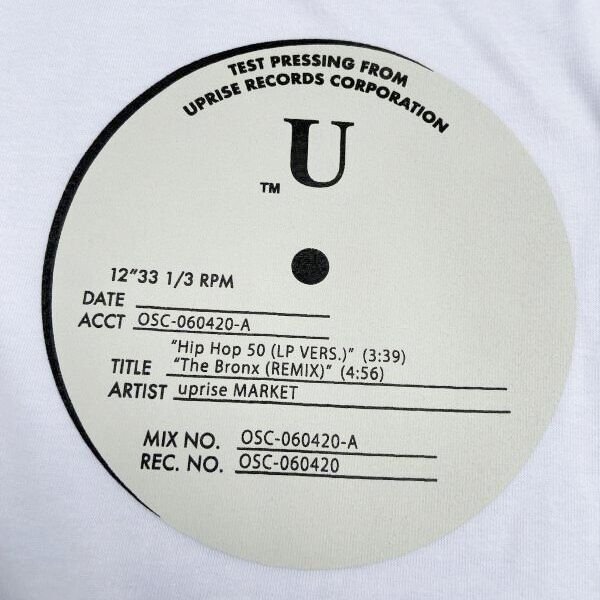 TEST PRESSING FROM
UPRISE RECORDS CORPORATION
U
TM
12"33 1/3 RPM
DATE
ACCT OSC-060420-A
"Hip Hop 50 (LP VERS.)" (3:39)
TITLE "The Bronx (REMIX)" (4:56)
ARTIST uprise MARKET
MIX NO. OSC-060420-A
REC. NO. OSC-060420